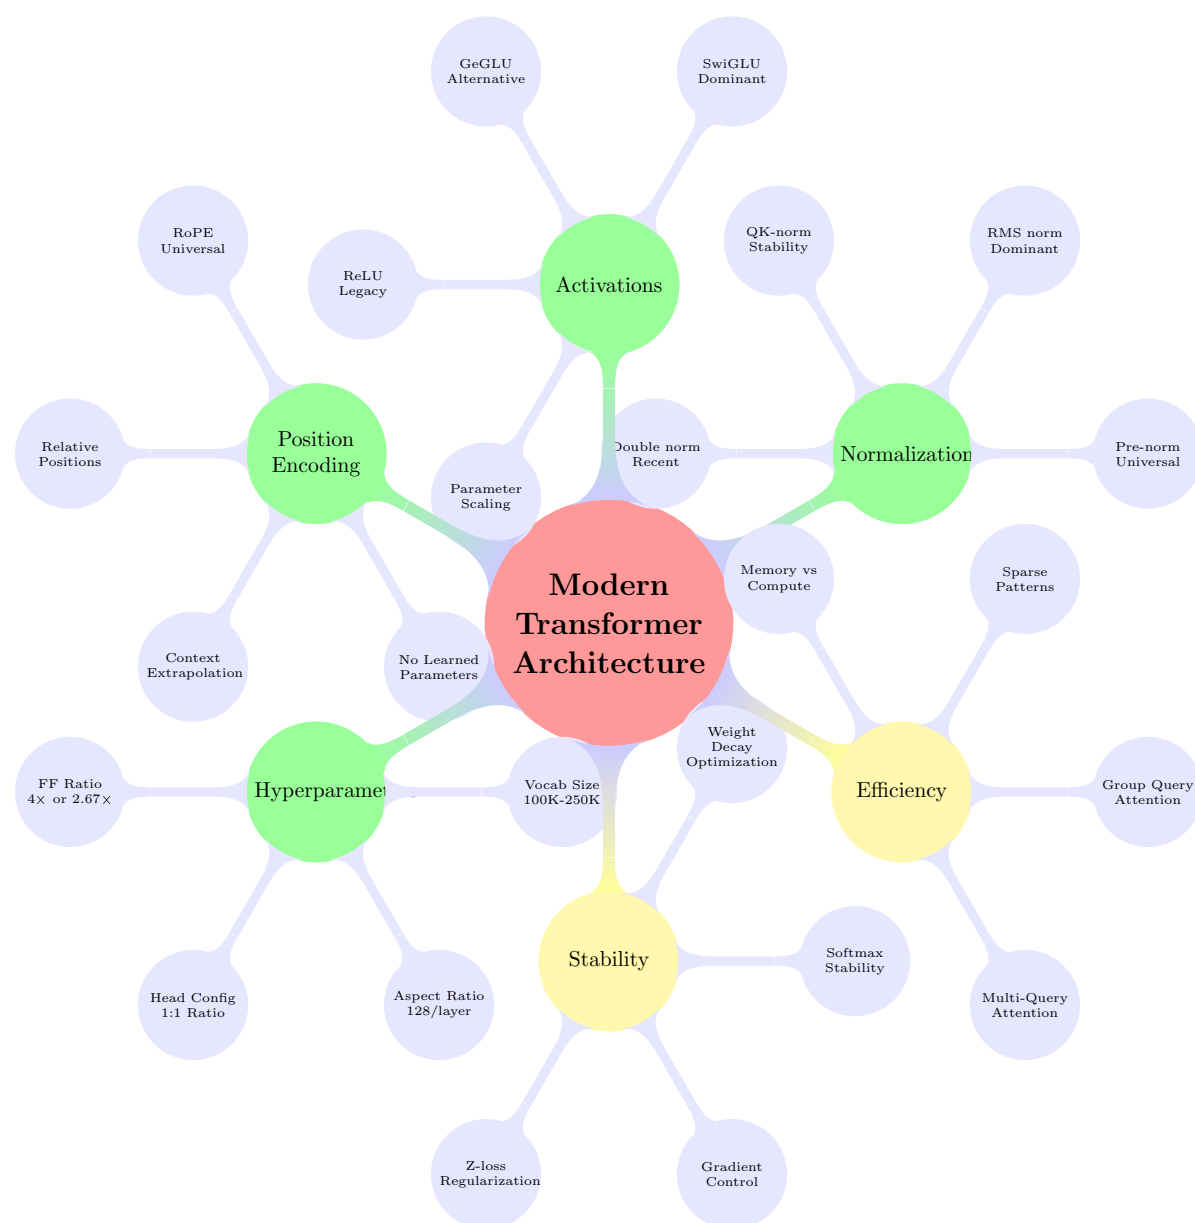 GeGLU
Alternative
SwiGLU
Dominant
RoPE
Universal
QK-norm
Stability
RMS norm
Dominant
ReLU
Legacy
Activations
Relative
Positions
Position
Encoding
Double norm
Recent
Normalization
Pre-norm
Universal
Parameter
Scaling
Modern
Transformer
Architecture
Memory vs
Compute
Sparse
Patterns
Context
Extrapolation
No Learned
Parameters
Weight
Decay
Optimization
FF Ratio
4× or 2.67×
Hyperparamet
Vocab Size
100K-250K
Efficiency
Group Query
Attention
Stability
Softmax
Stability
Head Config
1:1 Ratio
Aspect Ratio
128/layer
Multi-Query
Attention
Z-loss
Regularization
Gradient
Control